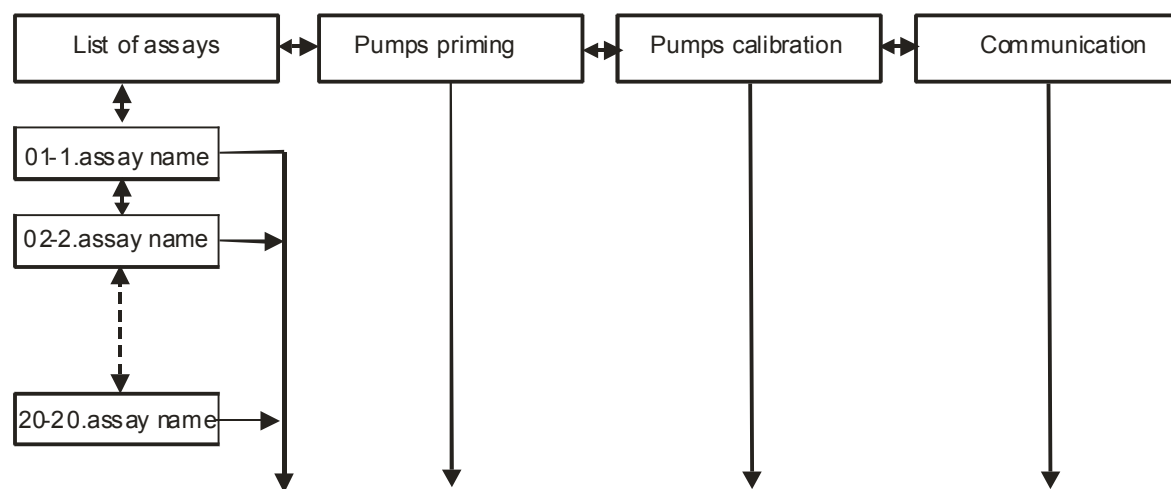 List of assays
Pumps priming
Pumps calibration
Communication
01-1.assay name
02-2.assay name
20-20.assay name